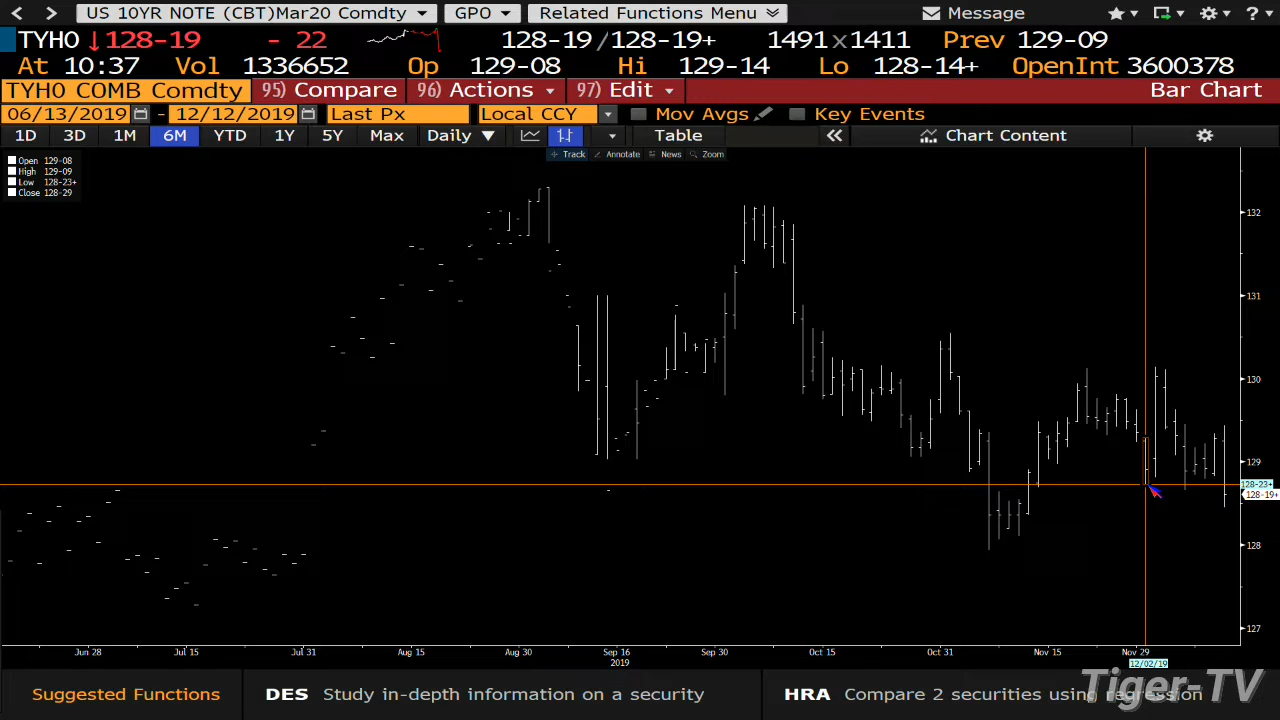 US 10YR NOTE (CBT)Mar20 Comdty GPO Related Functions Menu Message ?
TYH0 ↓128-19 - 22 128-19/128-19+ 1491x1411 Prev 129-09
At 10:37 Vol 1336652 Op 129-08 Hi 129-14 Lo 128-14+ OpenInt 3600378
TYH0 COMB Comdty 95) Compare 96) Actions 97) Edit Bar Chart
06/13/2019 - 12/12/2019 Last Px Local CCY Mov Avgs Key Events
1D 3D 1M 6M YTD 1Y 5Y Max Daily ▼ Table Chart Content
Track Annotate News Zoom
Open 129-08
High 129-09
Low 128-23+
Close 128-29
132
131
130
129
128-23+
128-19+
128
127
Jun 28 Jul 15 Jul 31 Aug 15 Aug 30 Sep 16 Sep 30 Oct 15 Oct 31 Nov 15 Nov 29
2019 12/02/19
Suggested Functions DES Study in-depth information on a security HRA Compare 2 securities using regression
Tiger-TV